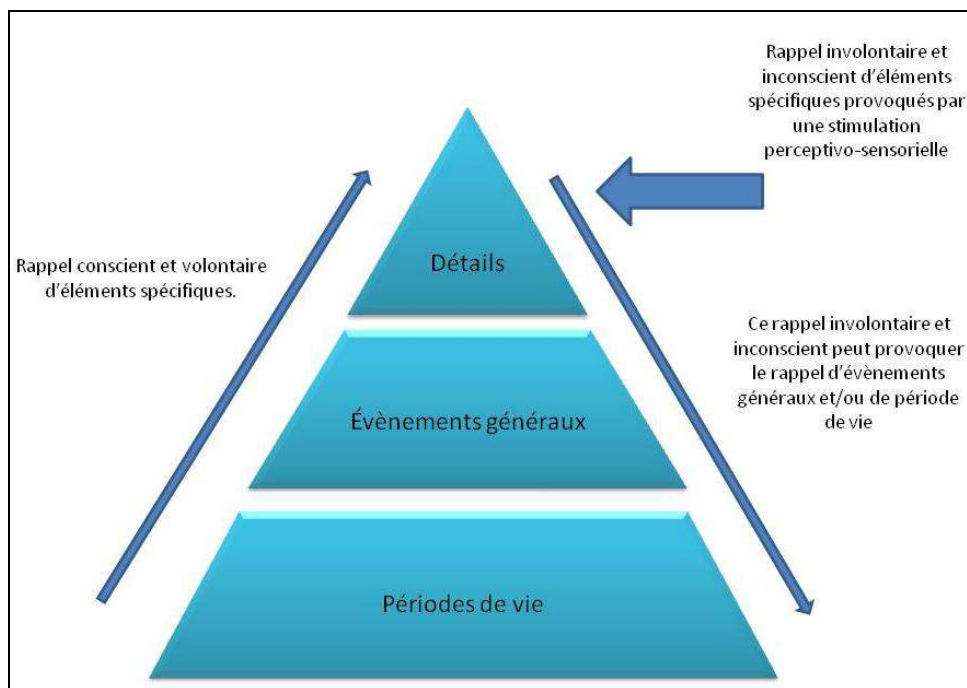 Rappel involontaire et
inconscient d'éléments
spécifiques provoqués par
une stimulation
perceptivo-sensorielle
Rappel conscient et volontaire
d'éléments spécifiques.
Détails
Ce rappel involontaire et
inconscient peut provoquer
le rappel d'évènements
généraux et/ou de période
de vie
Évènements généraux
Périodes de vie